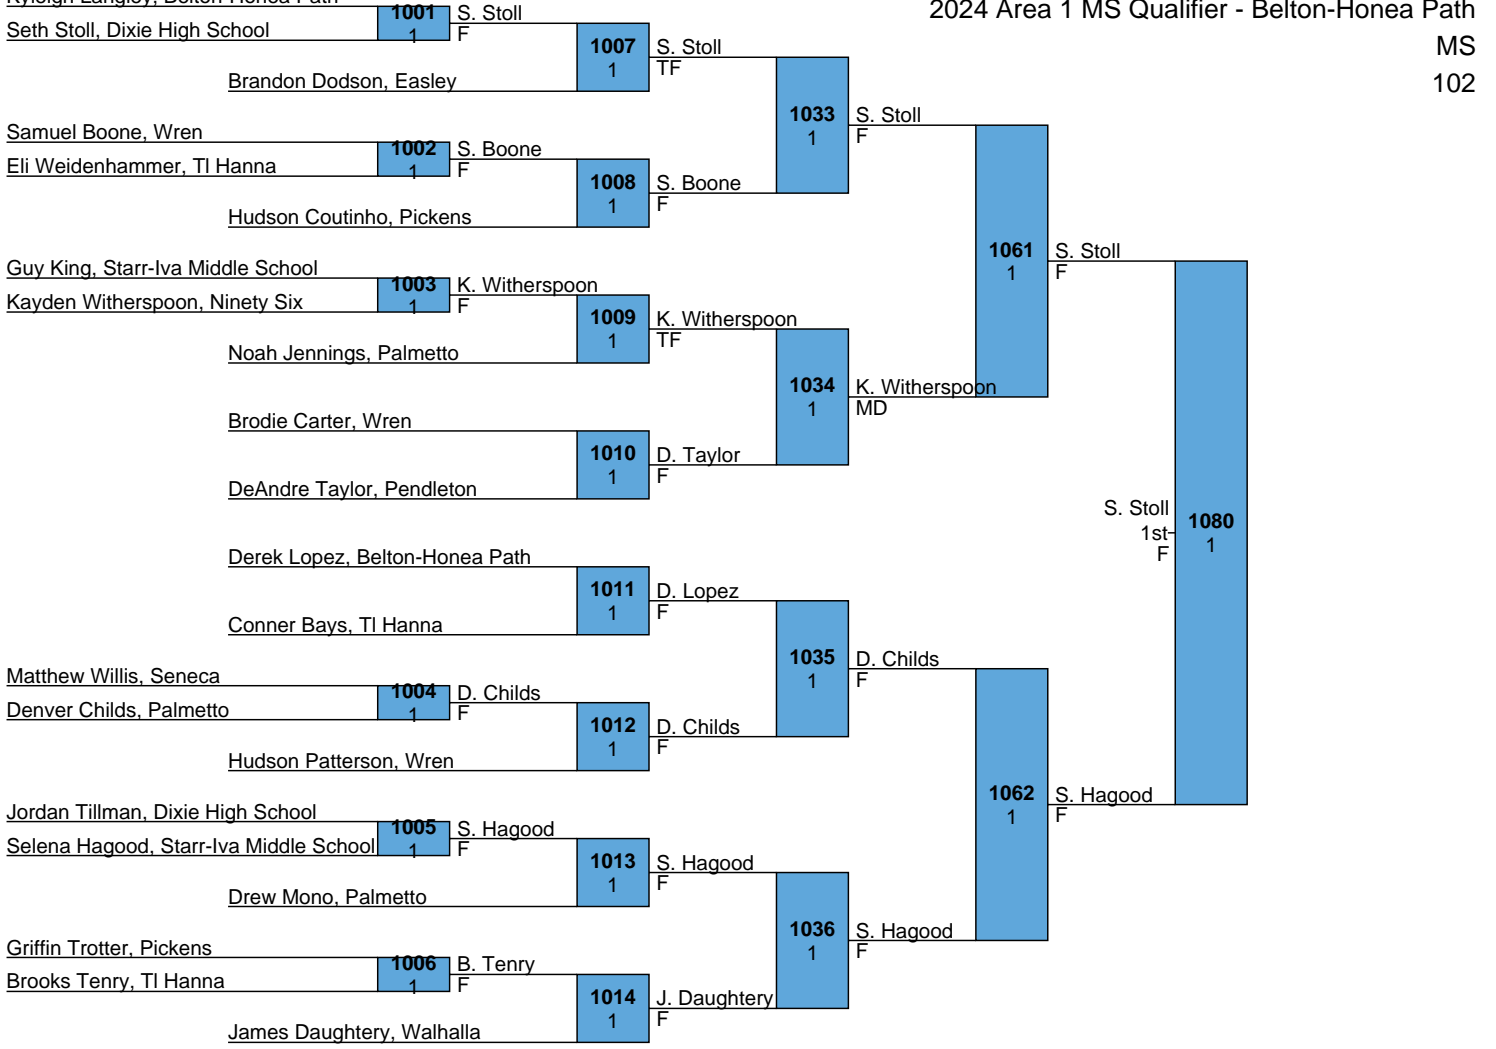 Kyleigh Langley, Belton-Honea Path
1001
1
S. Stoll
F
Seth Stoll, Dixie High School
1007
1
S. Stoll
TF
Brandon Dodson, Easley
2024 Area 1 MS Qualifier - Belton-Honea Path
MS
102
1033
1
S. Stoll
F
Samuel Boone, Wren
1002
1
S. Boone
F
Eli Weidenhammer, Tl Hanna
1008
1
S. Boone
F
Hudson Coutinho, Pickens
1061
1
S. Stoll
F
Guy King, Starr-Iva Middle School
1003
1
K. Witherspoon
F
Kayden Witherspoon, Ninety Six
1009
1
K. Witherspoon
TF
Noah Jennings, Palmetto
1034
1
K. Witherspoon
MD
Brodie Carter, Wren
1010
1
D. Taylor
F
DeAndre Taylor, Pendleton
S. Stoll
1st
F
1080
1
Derek Lopez, Belton-Honea Path
1011
1
D. Lopez
F
Conner Bays, Tl Hanna
1035
1
D. Childs
F
Matthew Willis, Seneca
1004
1
D. Childs
F
Denver Childs, Palmetto
1012
1
D. Childs
F
Hudson Patterson, Wren
1062
1
S. Hagood
F
Jordan Tillman, Dixie High School
1005
1
S. Hagood
F
Selena Hagood, Starr-Iva Middle School
1013
1
S. Hagood
F
Drew Mono, Palmetto
1036
1
S. Hagood
F
Griffin Trotter, Pickens
1006
1
B. Tenry
F
Brooks Tenry, Tl Hanna
1014
1
J. Daughtery
F
James Daughtery, Walhalla